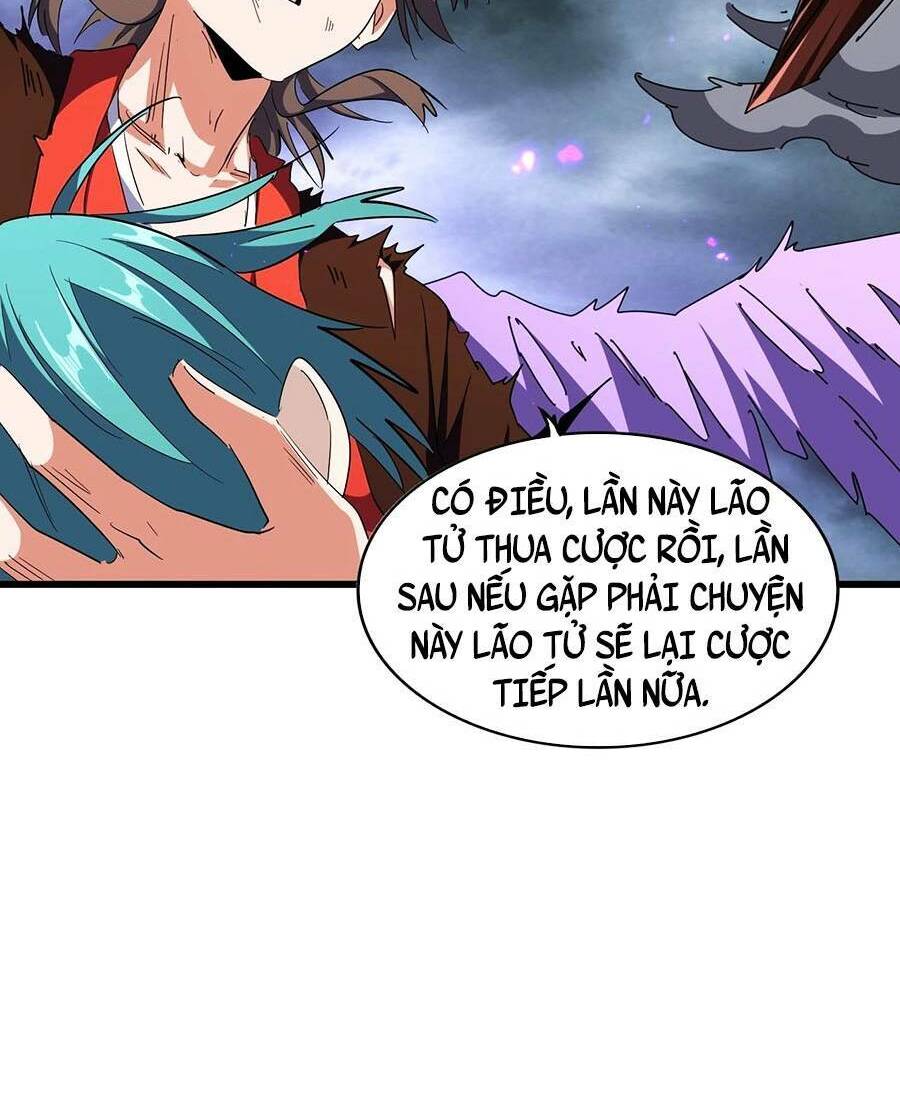 CÓ ĐIỀU, LẦN NÀY LÃO
TỬ THUA CƯỢC RỒI, LẦN
SAU NẾU GẶP PHẢI CHUYỆN
NÀY LÃO TỬ SẼ LẠI CƯỢC
TIẾP LẦN NỮA.